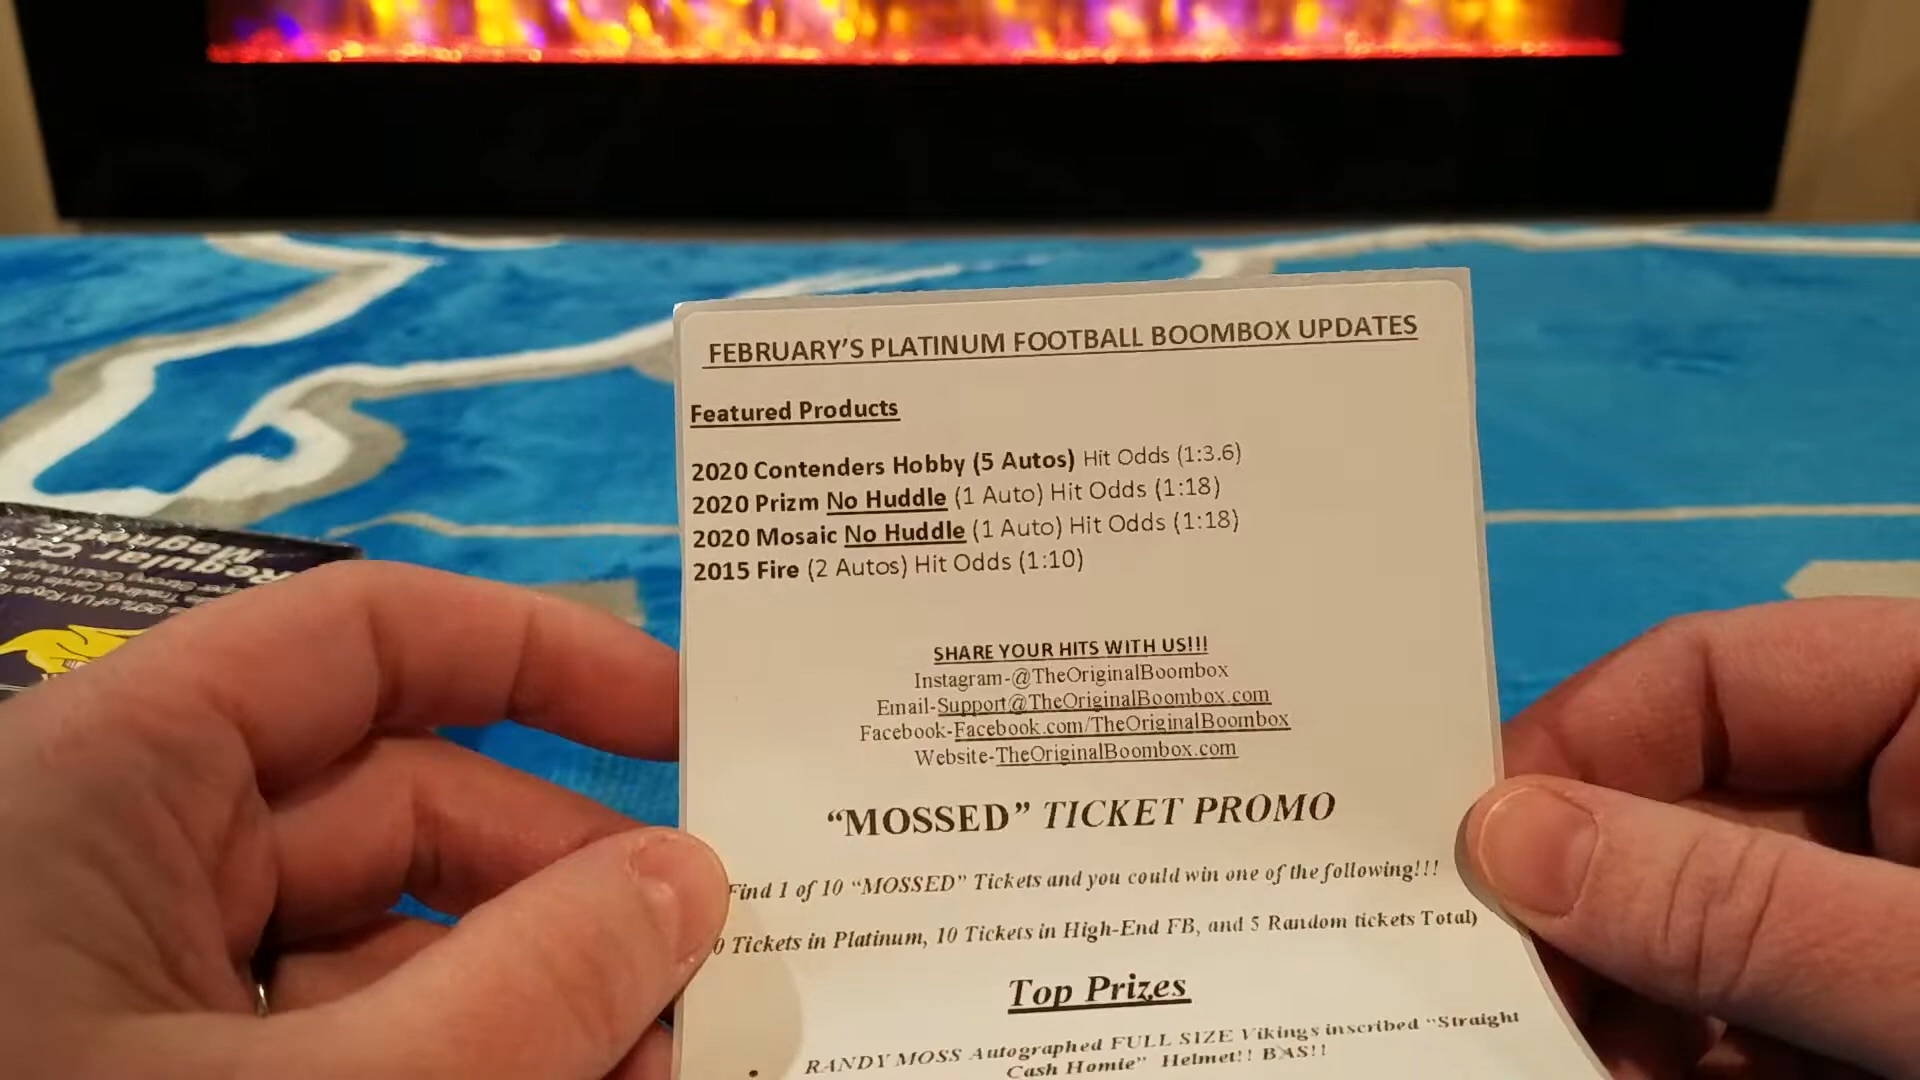 FEBRUARY'S PLATINUM FOOTBALL BOOMBOX UPDATES
Featured Products
2020 Contenders Hobby (5 Autos) Hit Odds (1:3.6)
2020 Prizm No Huddle (1 Auto) Hit Odds (1:18)
2020 Mosaic No Huddle (1 Auto) Hit Odds (1:18)
2015 Fire (2 Autos) Hit Odds (1:10)
SHARE YOUR HITS WITH US!!!
Instagram-@TheOriginalBoombox
Email-Support@TheOriginalBoombox.com
Facebook-Facebook.com/TheOriginalBoombox
Website-TheOriginalBoombox.com
“MOSSED” TICKET PROMO
Find 1 of 10 “MOSSED” Tickets and you could win one of the following!!!
0 Tickets in Platinum, 10 Tickets in High-End FB, and 5 Random tickets Total)
Top Prizes
• RANDY MOSS Autographed FULL SIZE Vikings inscribed “Straight
Cash Homie” Helmet!! BAS!!
Regular
Magnetic